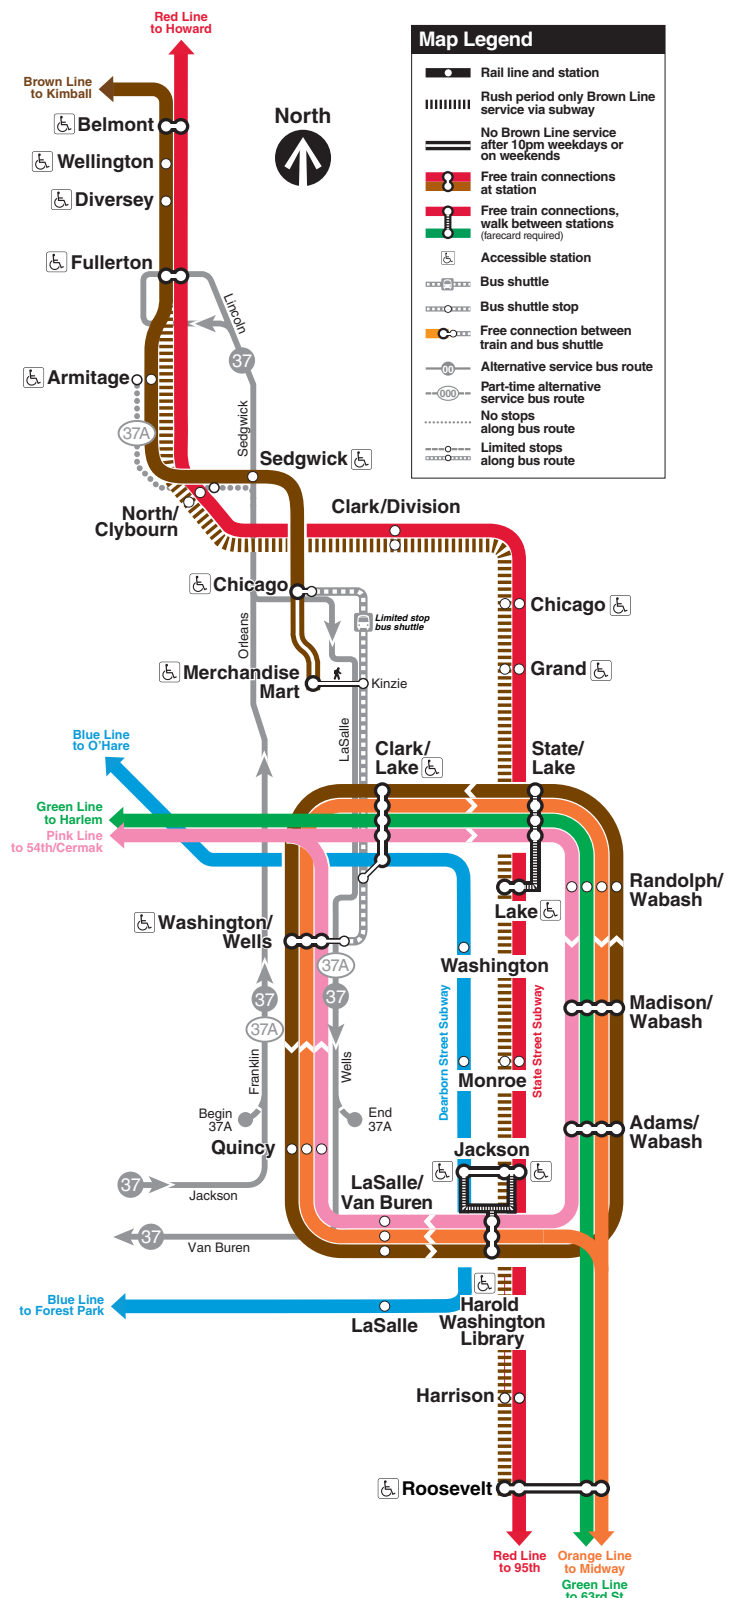 Red Line
to Howard
Brown Line
to Kimball
Belmont
Wellington
Diversey
North
Fullerton
Lincoln
37
Armitage
37A
Sedgwick
Sedgwick
North/
Clybourn
Clark/Division
Chicago
Limited stop
bus shuttle
Chicago
Orleans
Grand
Merchandise
Mart
Kinzie
LaSalle
Map Legend
Rail line and station
Rush period only Brown Line
service via subway
No Brown Line service
after 10pm weekdays or
on weekends
Free train connections
at station
Free train connections,
walk between stations
(farecard required)
Accessible station
Bus shuttle
Bus shuttle stop
Free connection between
train and bus shuttle
00
Alternative service bus route
000
Part-time alternative
service bus route
No stops
along bus route
Limited stops
along bus route
Blue Line
to O'Hare
Clark/
Lake
State/
Lake
Green Line
to Harlem
Pink Line
to 54th/Cermak
Randolph/
Wabash
Lake
Washington/
Wells
Washington
37A
37
37
37A
Madison/
Wabash
Dearborn Street Subway
State Street Subway
Franklin
Wells
Monroe
Begin
37A
End
37A
Adams/
Wabash
Quincy
Jackson
LaSalle/
Van Buren
37
Jackson
37
Van Buren
Blue Line
to Forest Park
LaSalle
Harold
Washington
Library
Harrison
Roosevelt
Red Line
to 95th
Orange Line
to Midway
Green Line
to 63rd St